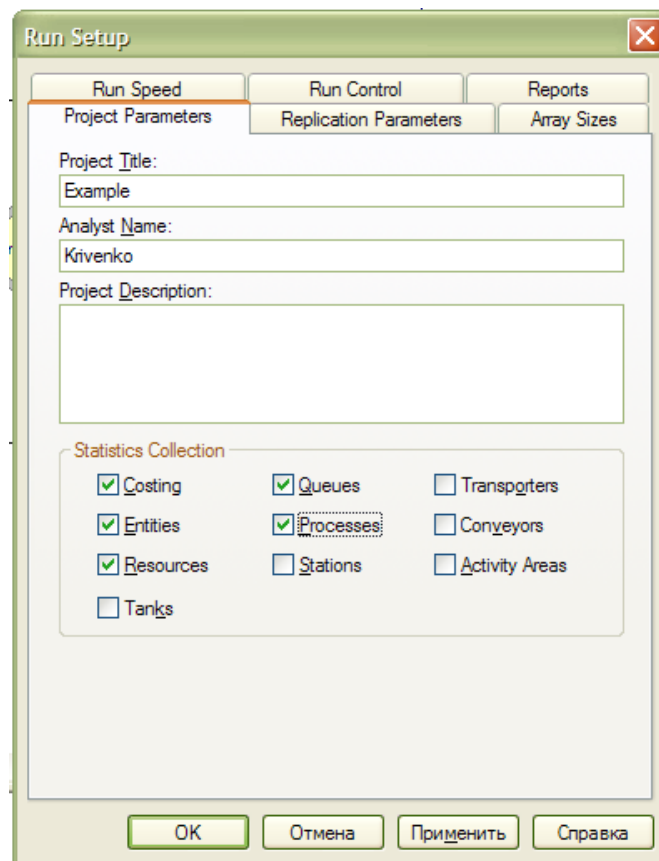 Run Setup
Run Speed Run Control Reports
Project Parameters Replication Parameters Array Sizes
Project Title:
Example
Analyst Name:
Krivenko
Project Description:
Statistics Collection
Costing Queues Transporters
Entities Processes Conveyors
Resources Stations Activity Areas
Tanks
OK Отмена Применить Справка